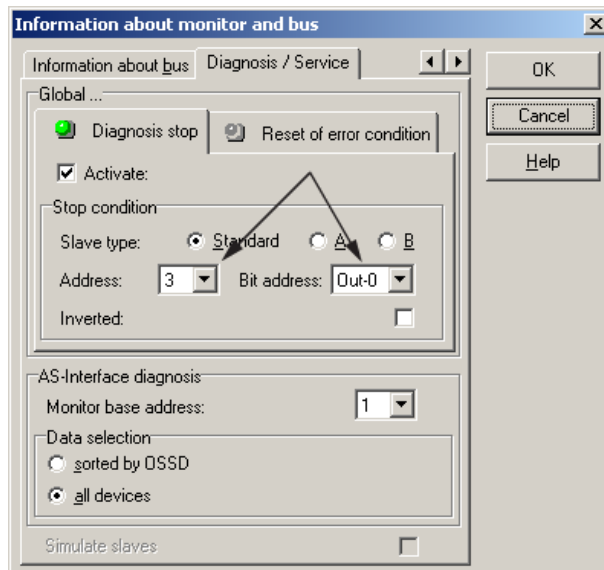 Information about monitor and bus
Information about bus
Diagnosis / Service
OK
Cancel
Help
Global ...
Diagnosis stop
Reset of error condition
Activate:
Stop condition
Slave type: Standard A B
Address: 3 Bit address: Out-0
Inverted:
AS-Interface diagnosis
Monitor base address: 1
Data selection
sorted by OSSD
all devices
Simulate slaves